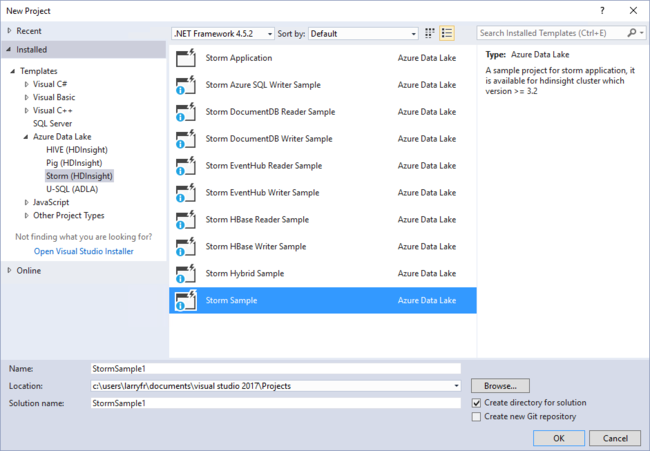 New Project
Recent
.NET Framework 4.5.2
Sort by:
Default
Search Installed Templates (Ctrl+E)
Installed
Templates
Visual C#
Visual Basic
Visual C++
SQL Server
Azure Data Lake
HIVE (HDInsight)
Pig (HDInsight)
Storm (HDInsight)
U-SQL (ADLA)
JavaScript
Other Project Types
Not finding what you are looking for?
Open Visual Studio Installer
Online
Storm Application Azure Data Lake
Storm Azure SQL Writer Sample Azure Data Lake
Storm DocumentDB Reader Sample Azure Data Lake
Storm DocumentDB Writer Sample Azure Data Lake
Storm EventHub Reader Sample Azure Data Lake
Storm EventHub Writer Sample Azure Data Lake
Storm HBase Reader Sample Azure Data Lake
Storm HBase Writer Sample Azure Data Lake
Storm Hybrid Sample Azure Data Lake
Storm Sample Azure Data Lake
Type: Azure Data Lake
A sample project for storm application, it
is available for hdinsight cluster which
version >= 3.2
Name: StormSample1
Location: c:\users\larryfr\documents\visual studio 2017\Projects
Browse...
Solution name: StormSample1
Create directory for solution
Create new Git repository
OK
Cancel